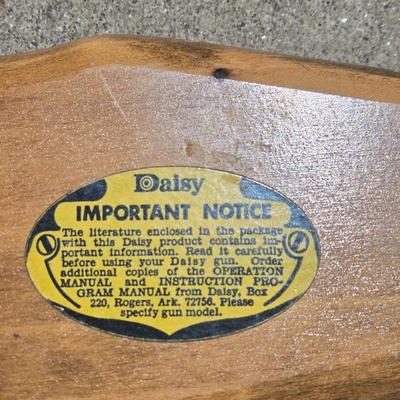 Daisy
IMPORTANT NOTICE
The literature enclosed in the package
with this Daisy product contains im-
portant information. Read it carefully
before using your Daisy gun. Order
additional copies of the OPERATION
MANUAL and INSTRUCTION PRO-
GRAM MANUAL from Daisy, Box
220, Rogers, Ark. 72756. Please
specify gun model.